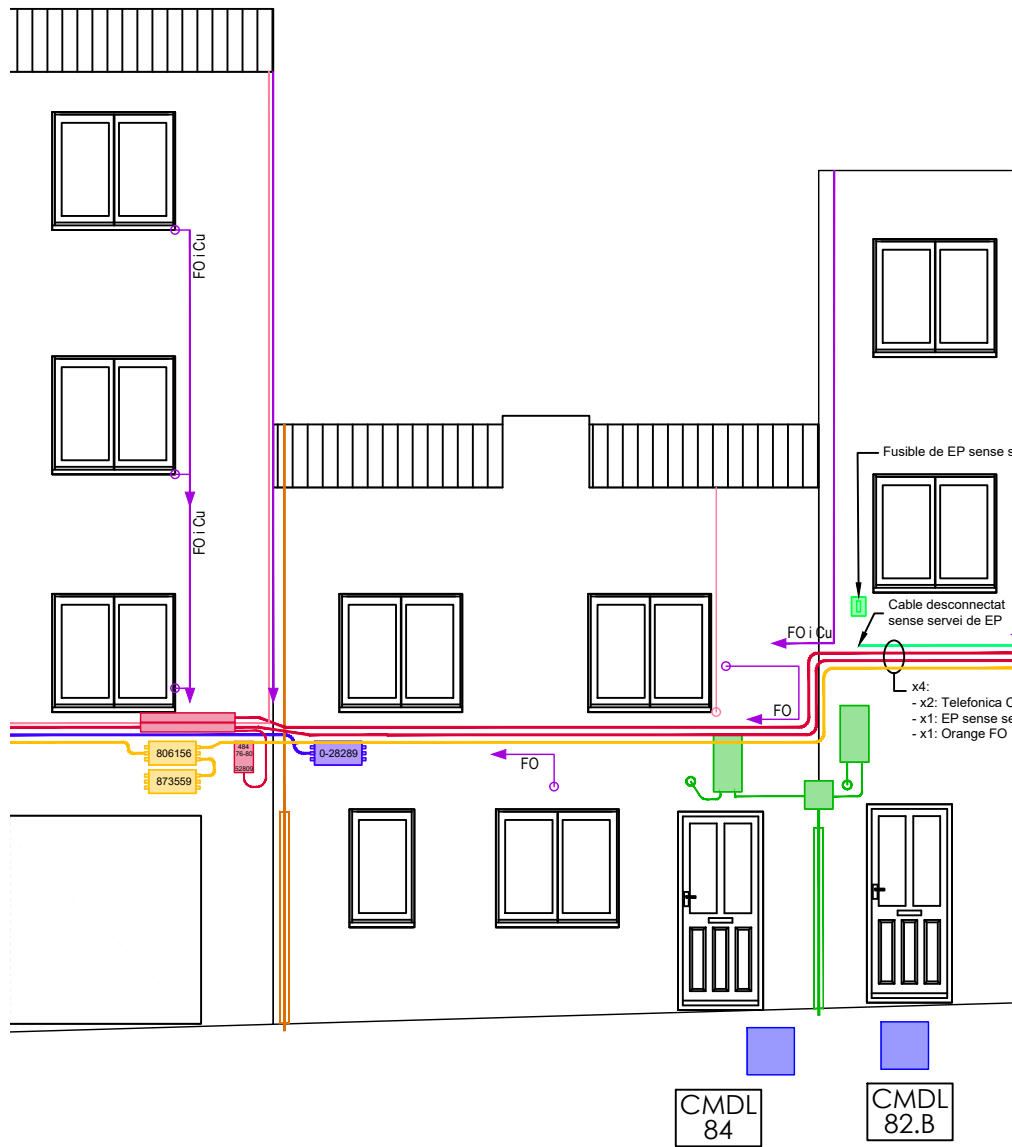 FO i Cu
Fusible de EP sense s
FO i Cu
Cable desconnectat
sense servei de EP
FO i Cu
x4:
- x2: Telefonica C
- x1: EP sense se
- x1: Orange FO
FO
806156
484
76-80
52809
0-28289
FO
873559
CMDL
84
CMDL
82.B